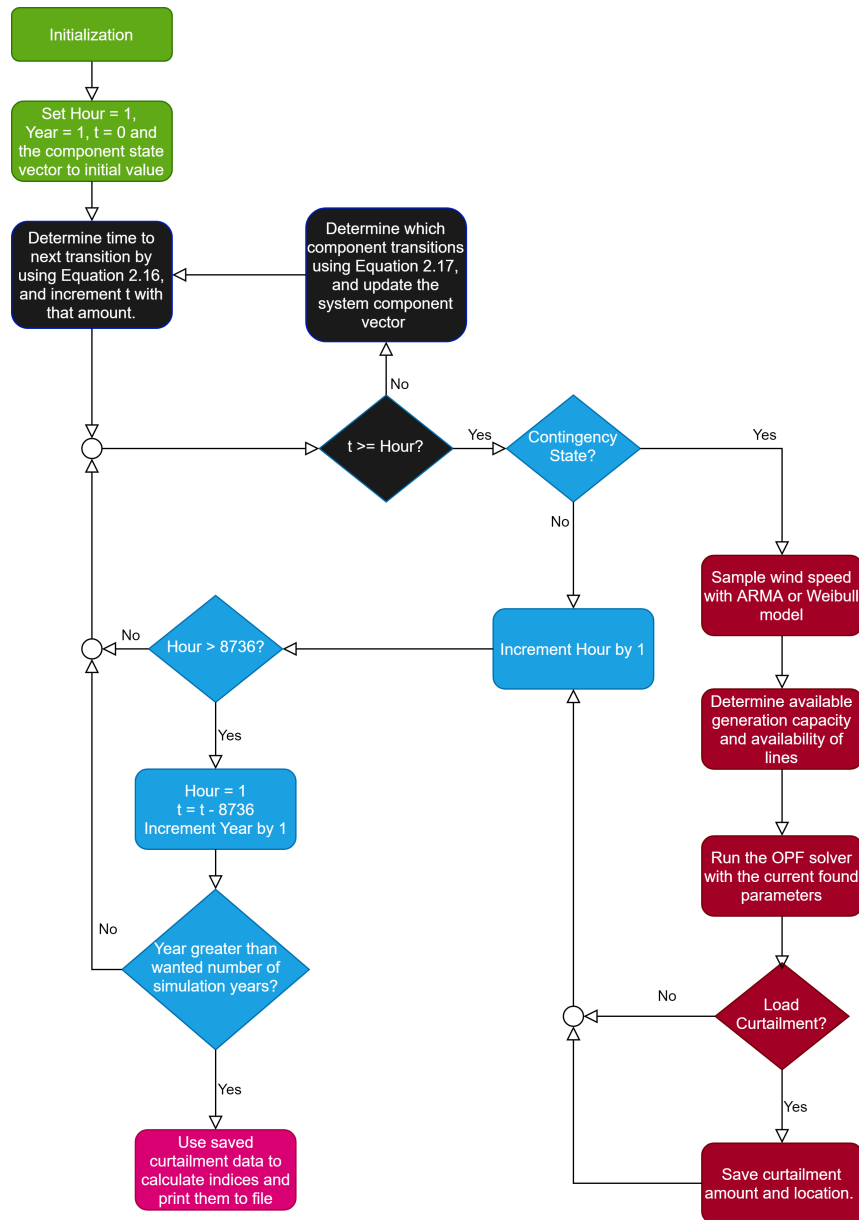 Initialization
Set Hour = 1,
Year = 1, t = 0 and
the component state
vector to initial value
Determine time to
next transition by
using Equation 2.16,
and increment t with
that amount.
Determine which
component transitions
using Equation 2.17,
and update the
system component
vector
No
t >= Hour?
Yes
Contingency
State?
Yes
No
Sample wind speed
with ARMA or Weibull
model
Increment Hour by 1
Hour > 8736?
No
Yes
Determine available
generation capacity
and availability of
lines
Hour = 1
t = t - 8736
Increment Year by 1
Run the OPF solver
with the current found
parameters
Year greater than
wanted number of
simulation years?
No
Yes
Load
Curtailment?
No
Yes
Use saved
curtailment data to
calculate indices and
print them to file
Save curtailment
amount and location.